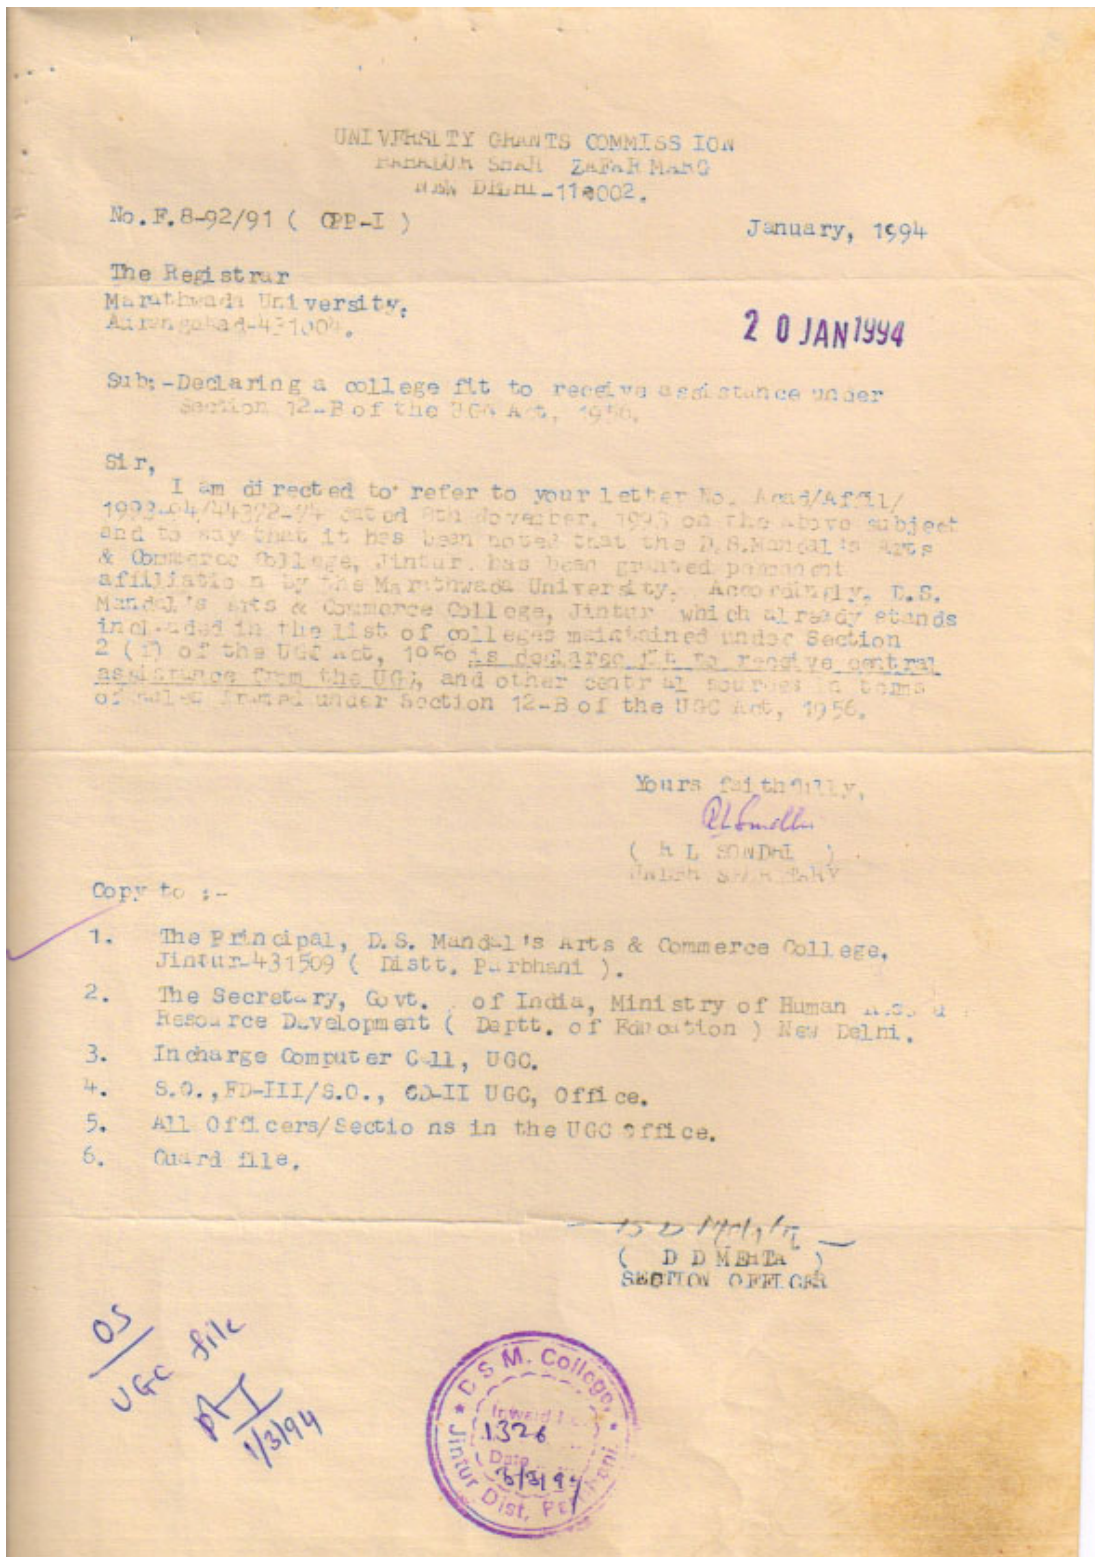 UNIVERSITY GRANTS COMMISSION
BAHADUR SHAH ZAFAR MARG
NEW DELHI-110002.
No.F.8-92/91 ( CPP-I )
January, 1994
The Registrar
Marathwada University,
Aurangabad-431004.
20 JAN 1994
Sub:-Declaring a college fit to receive assistance under
Section 12-B of the UGC Act, 1956.
Sir,
I am directed to refer to your letter No. Acad/Affil/
dated 8th November, 1993 on the above subject
and to say that it has been noted that the D.S.Mandal's Arts
& Commerce College, Jintur, has been granted permanent
affiliation by the Marathwada University. Accordingly, D.S.
Mandal's Arts & Commerce College, Jintur which already stands
included in the list of colleges maintained under Section
2 (f) of the UGC Act, 1956 is declared fit to receive central
assistance from the UGC, and other central sources in terms
of rules framed under Section 12-B of the UGC Act, 1956.
Yours faithfully,
( L )
UNDER SECRETARY
Copy to :-
1. The Principal, D.S. Mandal's Arts & Commerce College,
Jintur-431509 ( Distt. Parbhani ).
2. The Secretary, Govt. of India, Ministry of Human
Resource Development ( Deptt. of Education ) New Delhi.
3. Incharge Computer Cell, UGC.
4. S.O.,FD-III/S.O., CD-II UGC, Office.
5. All Officers/Sections in the UGC Office.
6. Guard file.
( D D MEHTA )
SECTION OFFICER
OS
UGC file
1/3/94
D S M. College,
Inward
1326
Date
Jintur Dist.